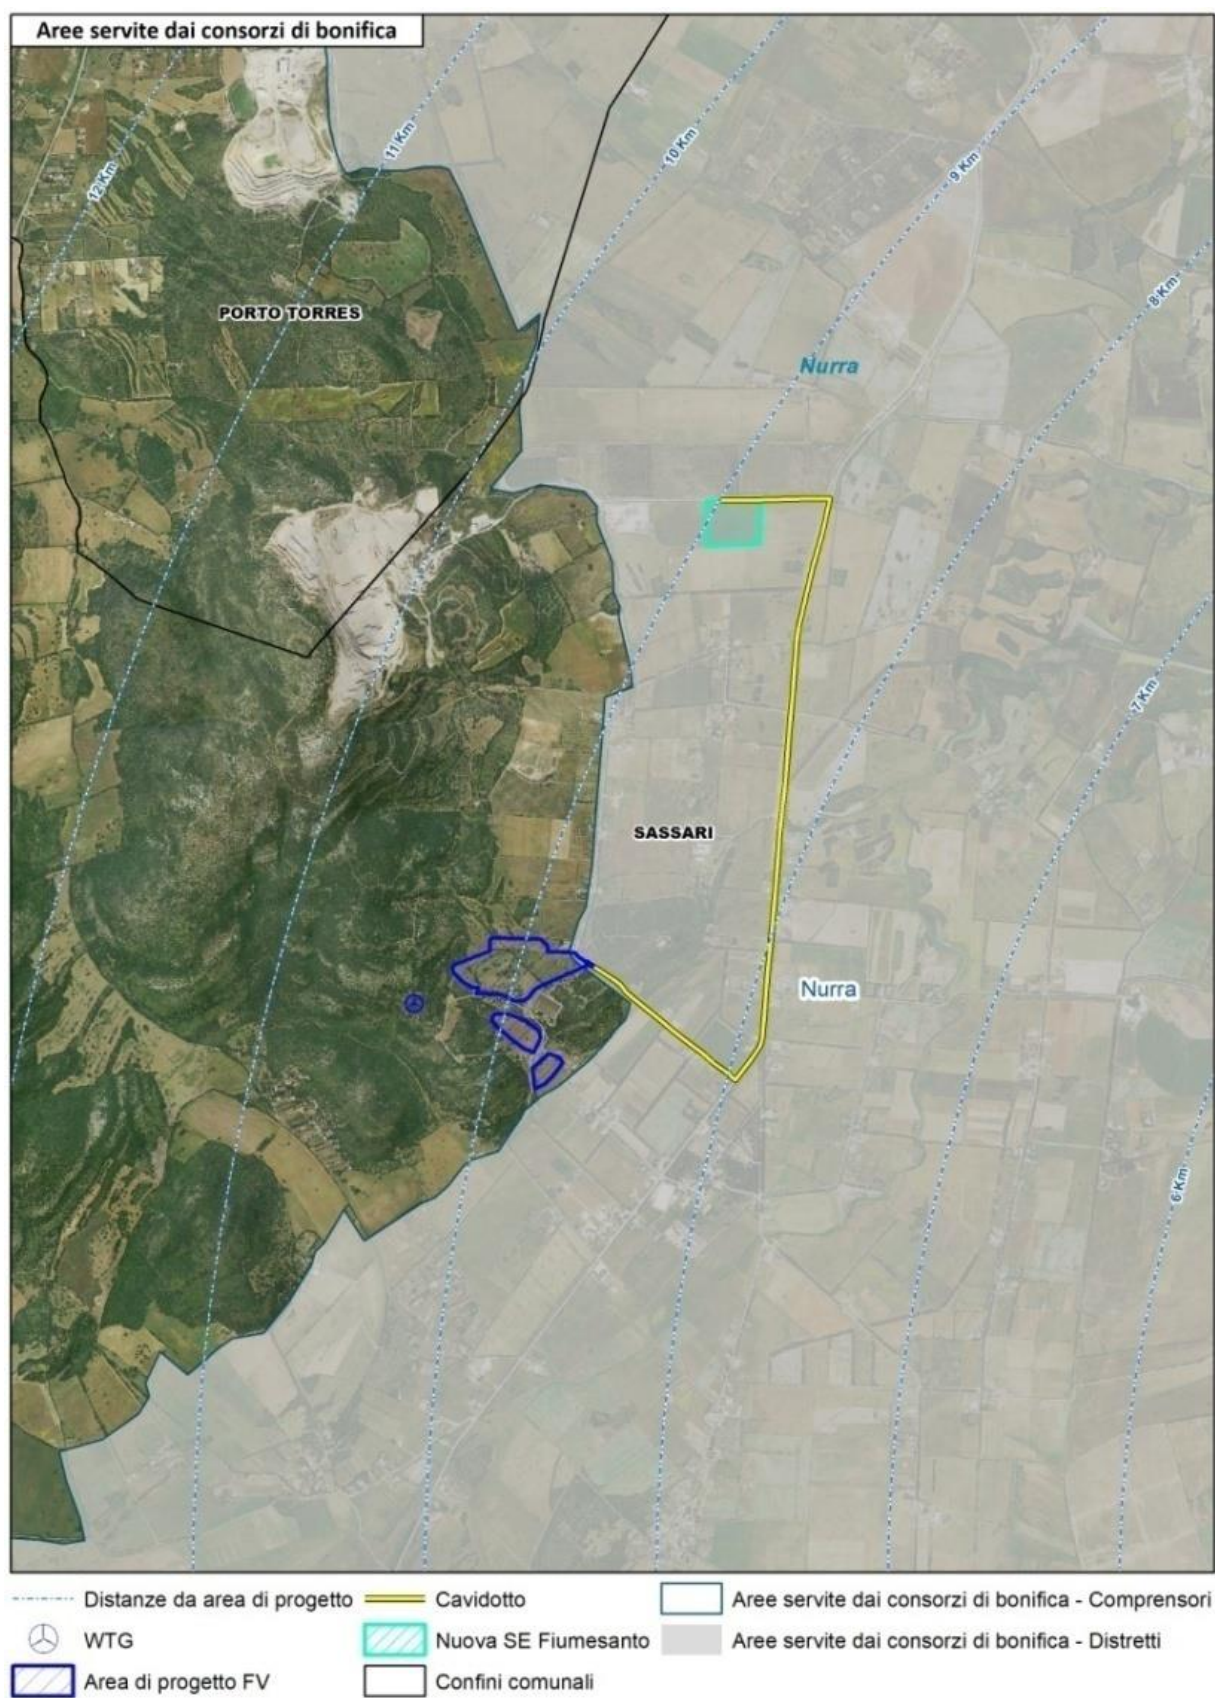 Aree servite dai consorzi di bonifica
12 Km
11 Km
10 Km
9 Km
8 Km
PORTO TORRES
Nurra
7 Km
SASSARI
Nurra
6 Km
Distanze da area di progetto
Cavidotto
Aree servite dai consorzi di bonifica - Comprensori
WTG
Nuova SE Fiumesanto
Aree servite dai consorzi di bonifica - Distretti
Area di progetto FV
Confini comunali